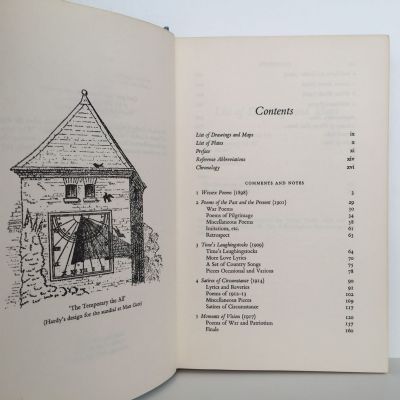 'The Temporary the All'
(Hardy's design for the sundial at Max Gate)
Contents
List of Drawings and Maps ix
List of Plates x
Preface xi
Reference Abbreviations xiv
Chronology xvi
COMMENTS AND NOTES
1 Wessex Poems (1898) 3
2 Poems of the Past and the Present (1901) 29
War Poems 30
Poems of Pilgrimage 34
Miscellaneous Poems 38
Imitations, etc. 61
Retrospect 63
3 Time's Laughingstocks (1909)
Time's Laughingstocks 64
More Love Lyrics 70
A Set of Country Songs 73
Pieces Occasional and Various 78
4 Satires of Circumstance (1914) 90
Lyrics and Reveries 91
Poems of 1912-13 102
Miscellaneous Pieces 109
Satires of Circumstance 117
5 Moments of Vision (1917) 120
Poems of War and Patriotism 157
Finale 160